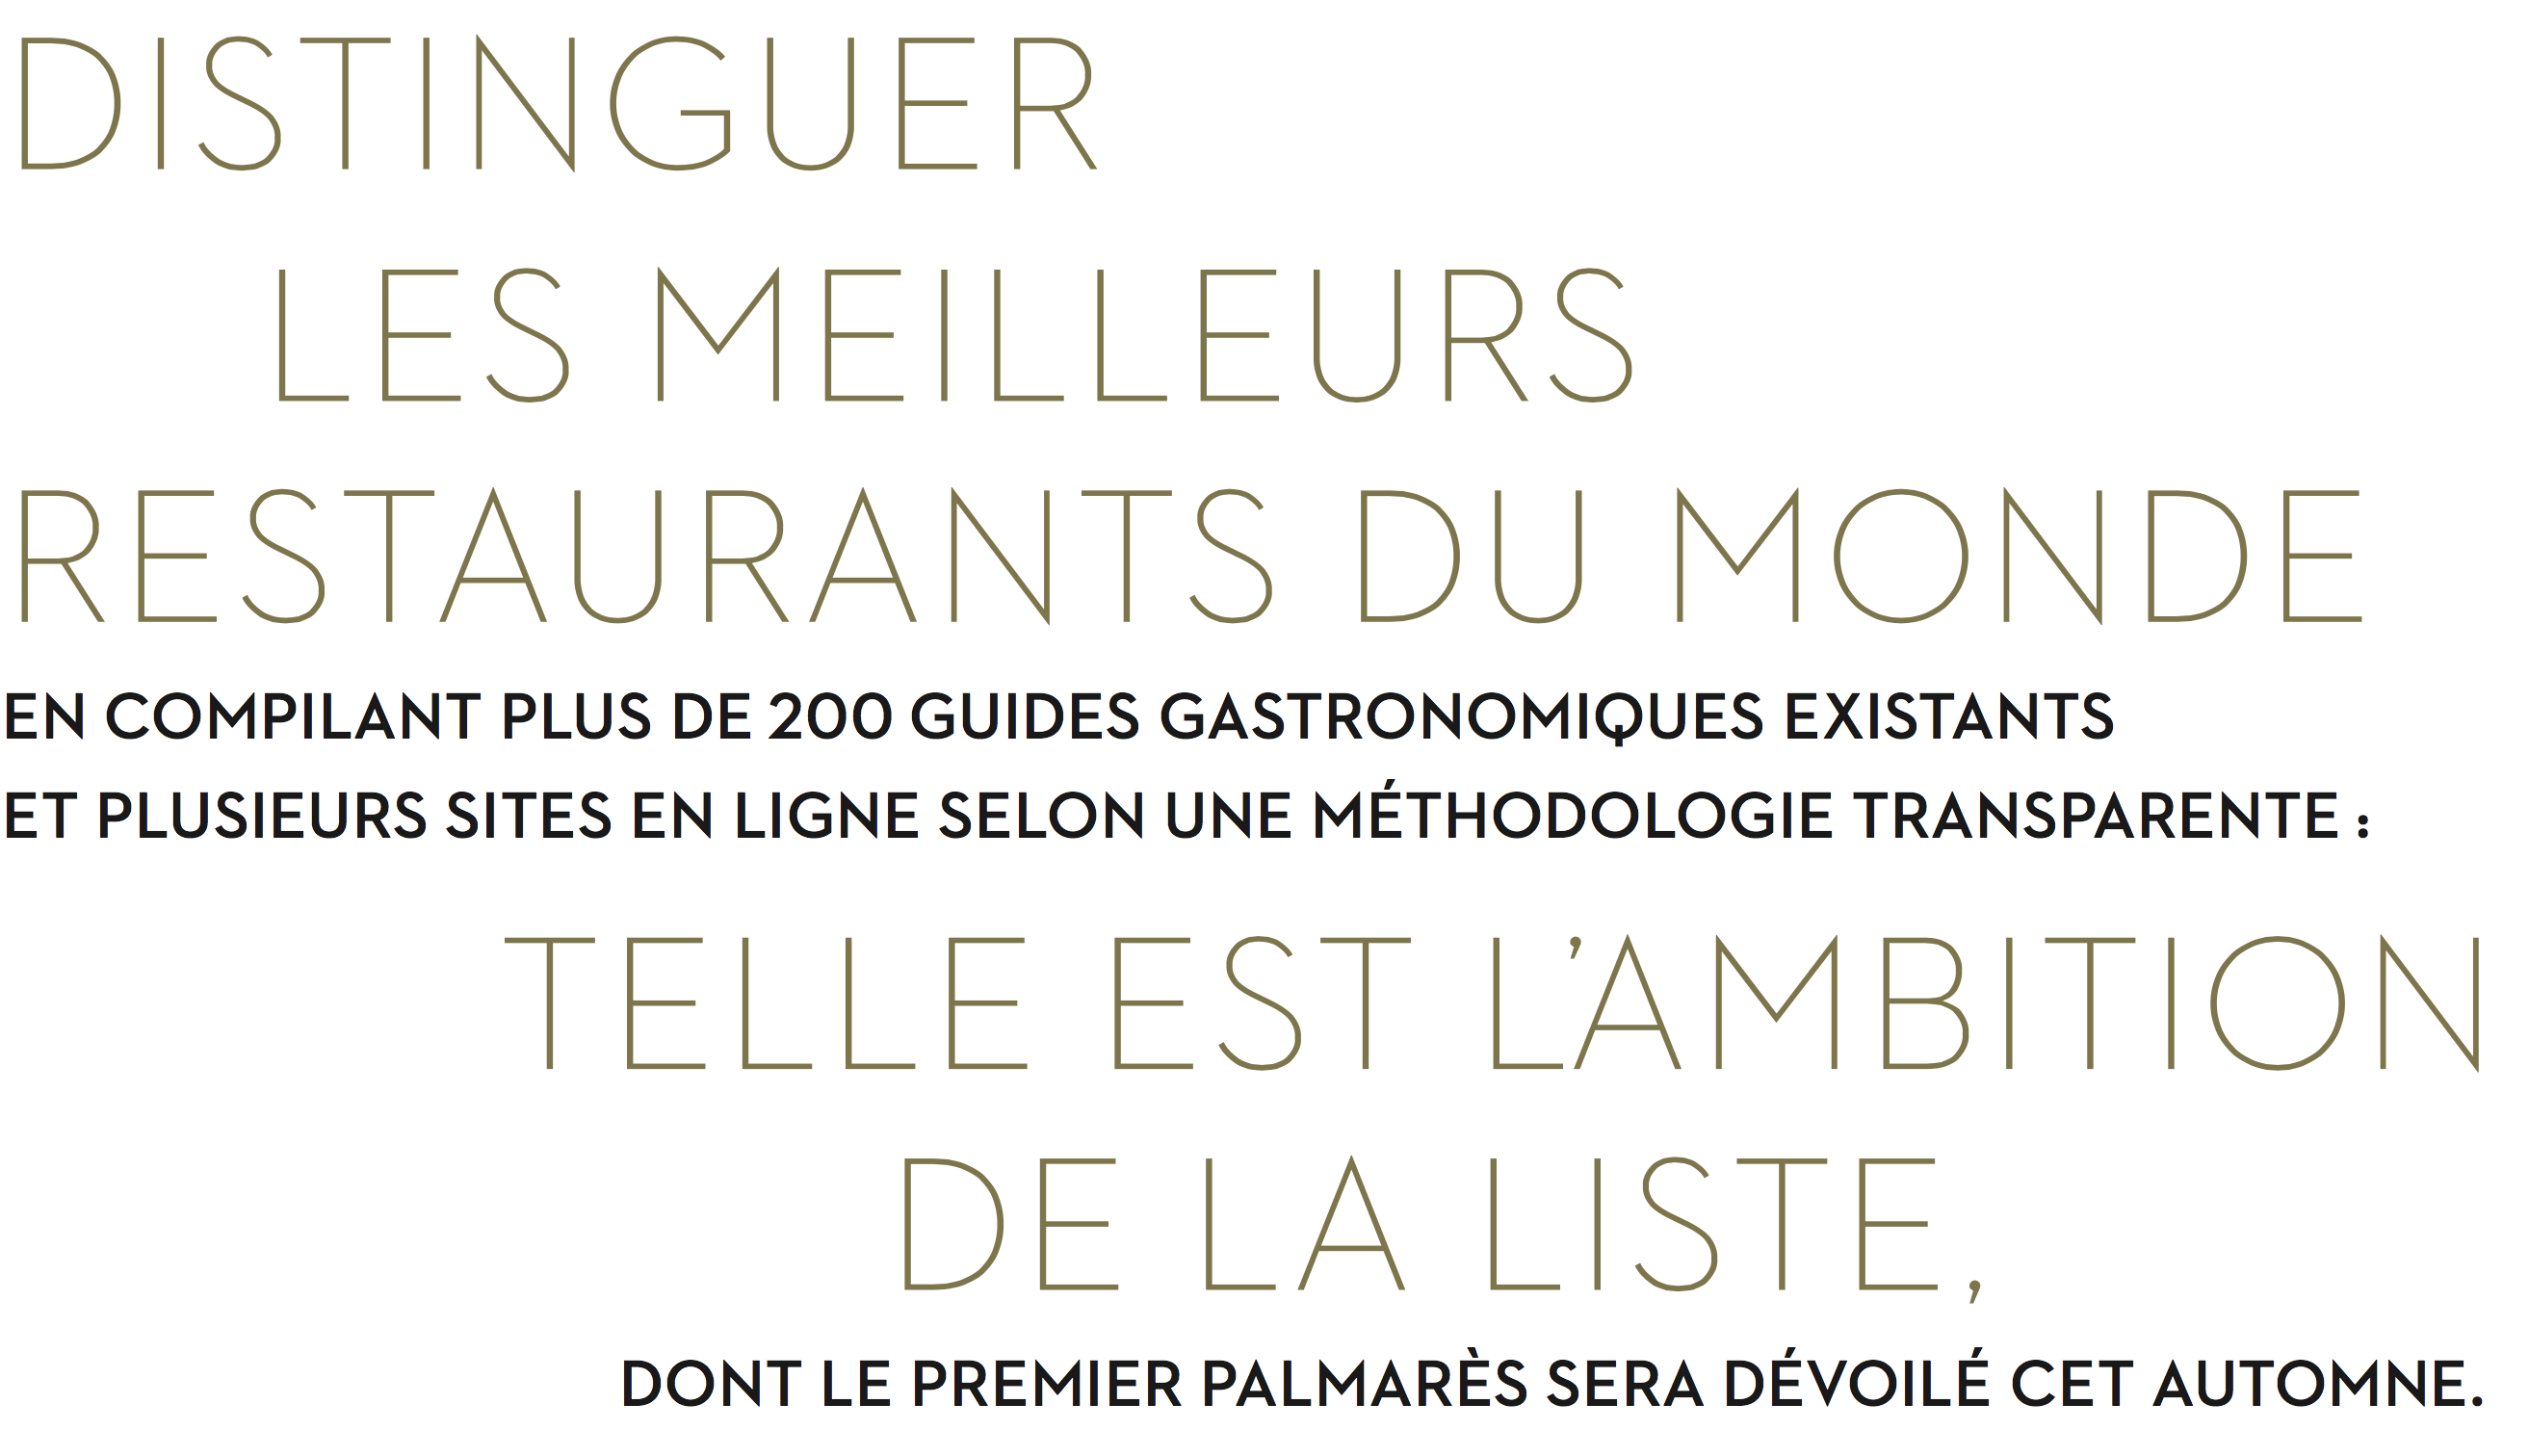 DISTINGUER
LES MEILLEURS
RESTAURANTS DU MONDE
EN COMPILANT PLUS DE 200 GUIDES GASTRONOMIQUES EXISTANTS
ET PLUSIEURS SITES EN LIGNE SELON UNE MÉTHODOLOGIE TRANSPARENTE :
TELLE EST L’AMBITION
DE LA LISTE,
DONT LE PREMIER PALMARÈS SERA DÉVOILÉ CET AUTOMNE.